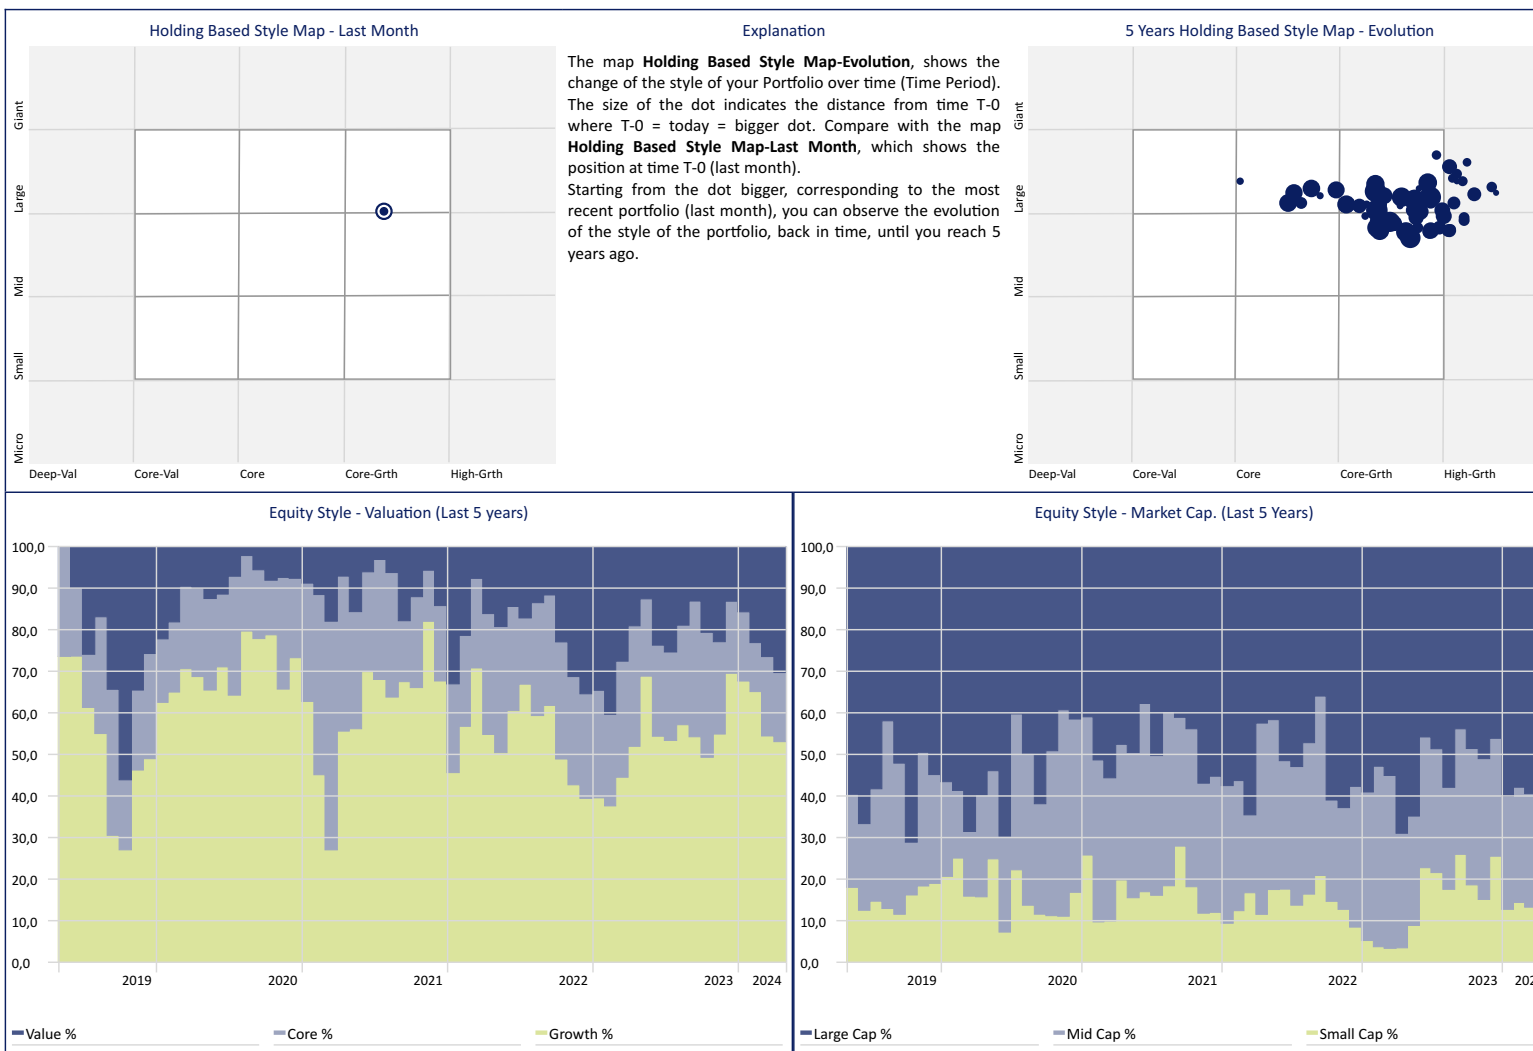 Holding Based Style Map - Last Month
Giant
Large
Mid
Small
Micro
Deep-Val
Core-Val
Core
Core-Grth
High-Grth
Explanation
The map Holding Based Style Map-Evolution, shows the
change of the style of your Portfolio over time (Time Period).
The size of the dot indicates the distance from time T-0
where T-0 = today = bigger dot. Compare with the map
Holding Based Style Map-Last Month, which shows the
position at time T-0 (last month).
Starting from the dot bigger, corresponding to the most
recent portfolio (last month), you can observe the evolution
of the style of the portfolio, back in time, until you reach 5
years ago.
5 Years Holding Based Style Map - Evolution
Giant
Large
Mid
Small
Micro
Deep-Val
Core-Val
Core
Core-Grth
High-Grth
Equity Style - Valuation (Last 5 years)
100,0
90,0
80,0
70,0
60,0
50,0
40,0
30,0
20,0
10,0
0,0
2019
2020
2021
2022
2023
2024
Value %
Core %
Growth %
Equity Style - Market Cap. (Last 5 Years)
100,0
90,0
80,0
70,0
60,0
50,0
40,0
30,0
20,0
10,0
0,0
2019
2020
2021
2022
2023
Large Cap %
Mid Cap %
Small Cap %